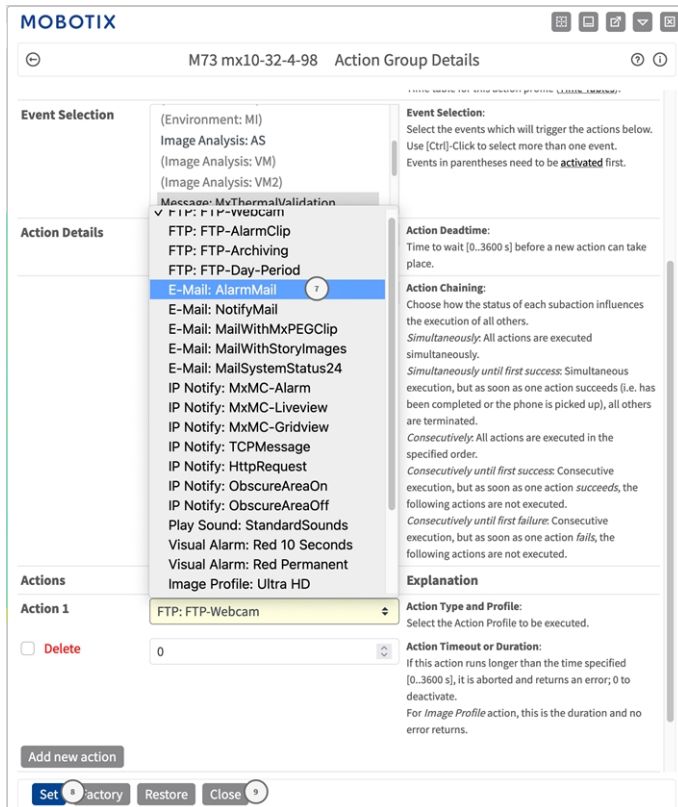 MOBOTIX
M73 mx10-32-4-98 Action Group Details
Time table for this action profile (Time Tables).
Event Selection
(Environment: MI)
Image Analysis: AS
(Image Analysis: VM)
(Image Analysis: VM2)
Message: MxThermalValidation
Event Selection:
Select the events which will trigger the actions below.
Use [Ctrl]-Click to select more than one event.
Events in parentheses need to be activated first.
Action Details
✓ FTP: FTP-Webcam
FTP: FTP-AlarmClip
FTP: FTP-Archiving
FTP: FTP-Day-Period
E-Mail: AlarmMail 7
E-Mail: NotifyMail
E-Mail: MailWithMxPEGClip
E-Mail: MailWithStoryImages
E-Mail: MailSystemStatus24
IP Notify: MxMC-Alarm
IP Notify: MxMC-Liveview
IP Notify: MxMC-Gridview
IP Notify: TCPMessage
IP Notify: HttpRequest
IP Notify: ObscureAreaOn
IP Notify: ObscureAreaOff
Play Sound: StandardSounds
Visual Alarm: Red 10 Seconds
Visual Alarm: Red Permanent
Image Profile: Ultra HD
Action Deadtime:
Time to wait [0..3600 s] before a new action can take
place.
Action Chaining:
Choose how the status of each subaction influences
the execution of all others.
Simultaneously: All actions are executed
simultaneously.
Simultaneously until first success: Simultaneous
execution, but as soon as one action succeeds (i.e. has
been completed or the phone is picked up), all others
are terminated.
Consecutively: All actions are executed in the
specified order.
Consecutively until first success: Consecutive
execution, but as soon as one action succeeds, the
following actions are not executed.
Consecutively until first failure: Consecutive
execution, but as soon as one action fails, the
following actions are not executed.
Actions
Explanation
Action 1
FTP: FTP-Webcam
Action Type and Profile:
Select the Action Profile to be executed.
Delete
0
Action Timeout or Duration:
If this action runs longer than the time specified
[0..3600 s], it is aborted and returns an error; 0 to
deactivate.
For Image Profile action, this is the duration and no
error returns.
Add new action
Set 8 actory Restore Close 9